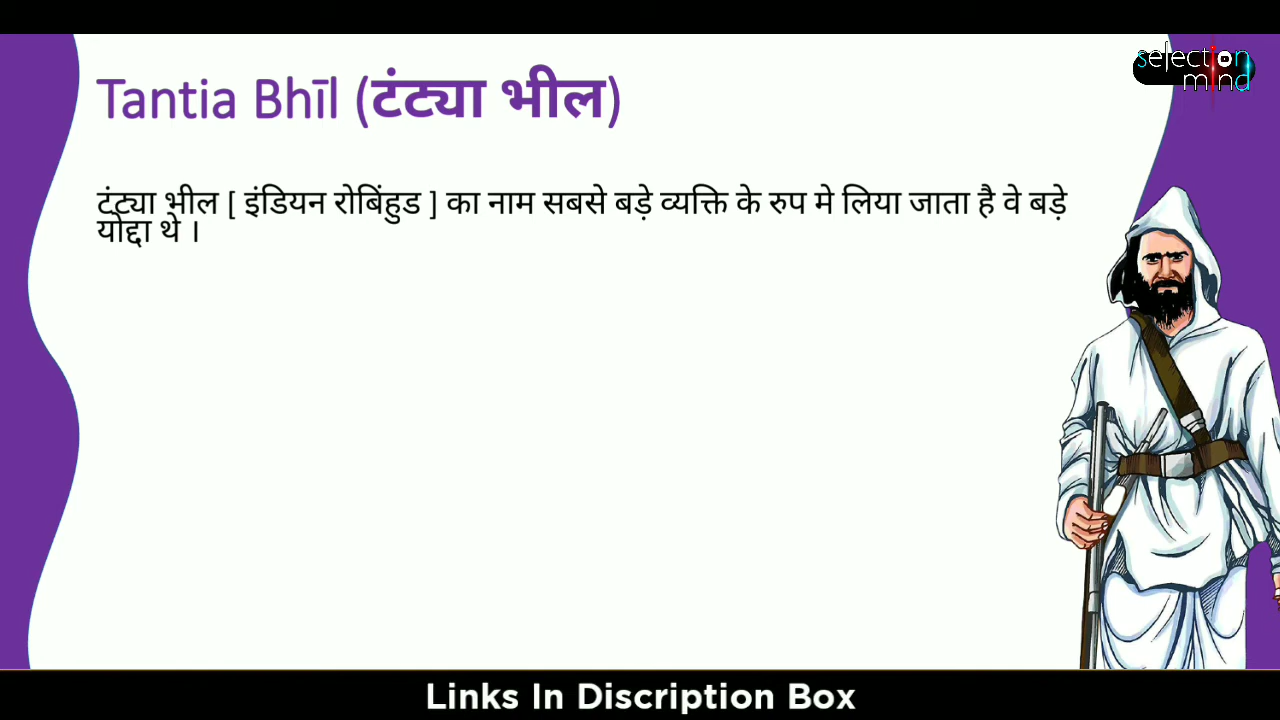 selection
mind
Tantia Bhīl (टंट्या भील)
टंट्या भील [ इंडियन रोबिंहुड ] का नाम सबसे बड़े व्यक्ति के रुप मे लिया जाता है वे बड़े
योद्दा थे ।
Links In Discription Box